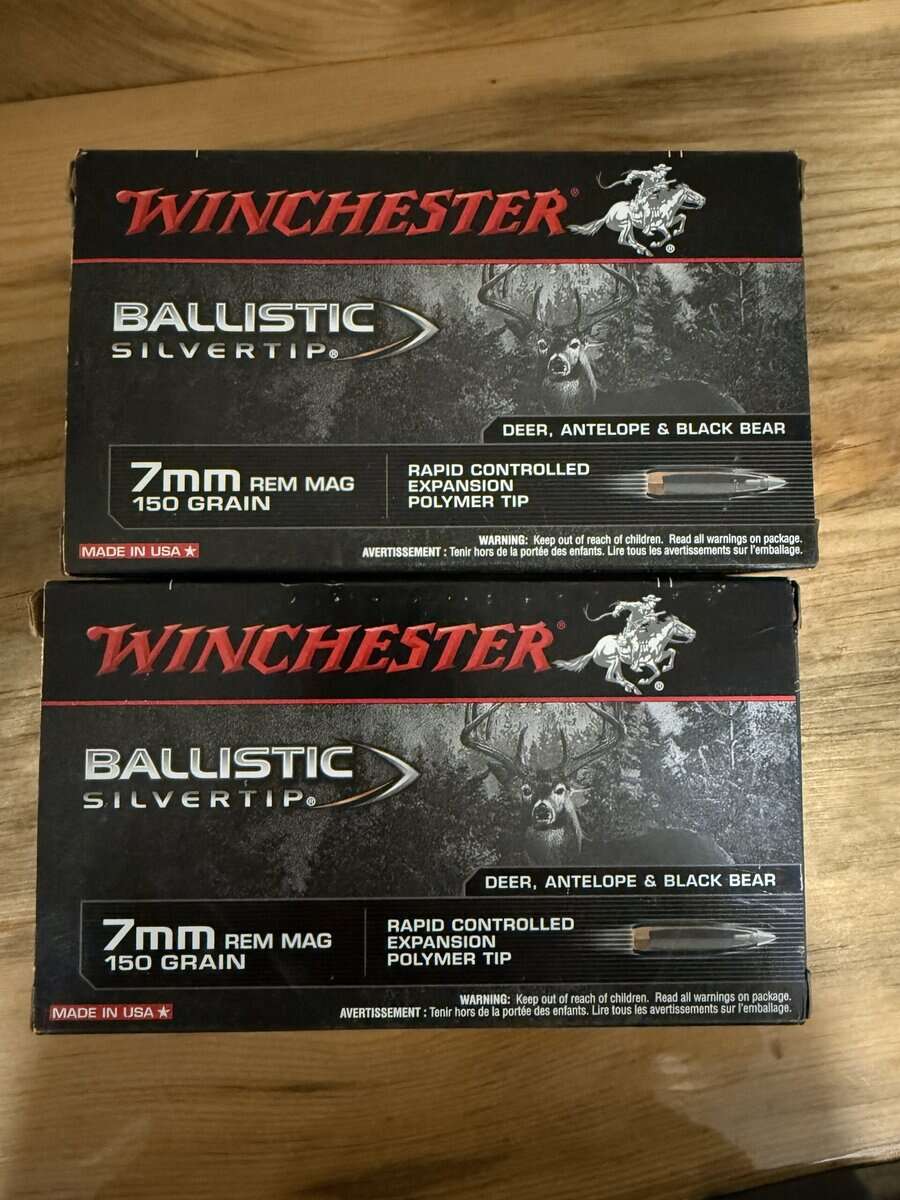 WINCHESTER®
®
BALLISTIC
SILVERTIP®
DEER, ANTELOPE & BLACK BEAR
7mm REM MAG
150 GRAIN
RAPID CONTROLLED
EXPANSION
POLYMER TIP
MADE IN USA
WARNING: Keep out of reach of children. Read all warnings on package.
AVERTISSEMENT : Tenir hors de la portée des enfants. Lire tous les avertissements sur l'emballage.
WINCHESTER®
®
BALLISTIC
SILVERTIP®
DEER, ANTELOPE & BLACK BEAR
7mm REM MAG
150 GRAIN
RAPID CONTROLLED
EXPANSION
POLYMER TIP
MADE IN USA
WARNING: Keep out of reach of children. Read all warnings on package.
AVERTISSEMENT : Tenir hors de la portée des enfants. Lire tous les avertissements sur l'emballage.